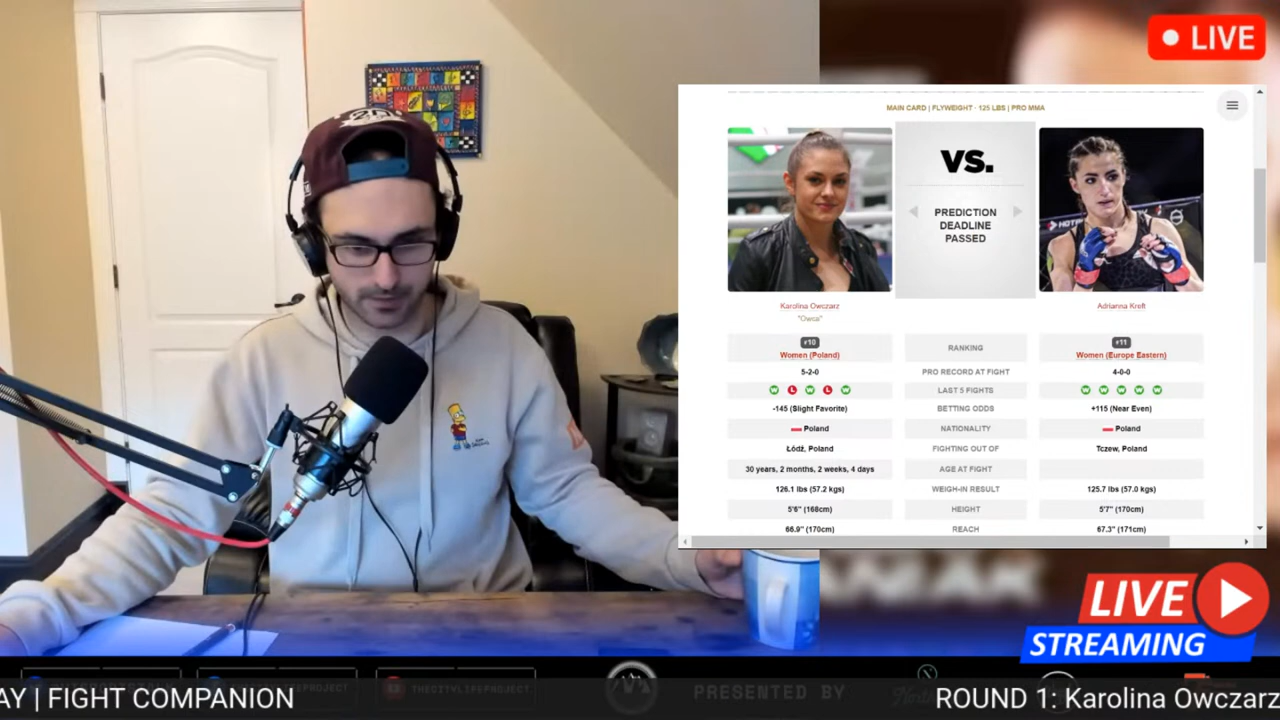 LIVE
MAIN CARD | FLYWEIGHT · 125 LBS | PRO MMA
VS.
PREDICTION
DEADLINE
PASSED
Karolina Owczarz
"Owca"
Adrianna Kreft
#10
Women (Poland)
RANKING
#11
Women (Europe Eastern)
5-2-0
PRO RECORD AT FIGHT
4-0-0
W L W L W
LAST 5 FIGHTS
W W W W W
-145 (Slight Favorite)
BETTING ODDS
+115 (Near Even)
Poland
NATIONALITY
Poland
Łódź, Poland
FIGHTING OUT OF
Tczew, Poland
30 years, 2 months, 2 weeks, 4 days
AGE AT FIGHT
126.1 lbs (57.2 kgs)
WEIGH-IN RESULT
125.7 lbs (57.0 kgs)
5'6" (168cm)
HEIGHT
5'7" (170cm)
66.9" (170cm)
REACH
67.3" (171cm)
LIVE
STREAMING
THECITYLIFEPROJECT
PRESENTED BY
AY | FIGHT COMPANION
ROUND 1: Karolina Owczarz